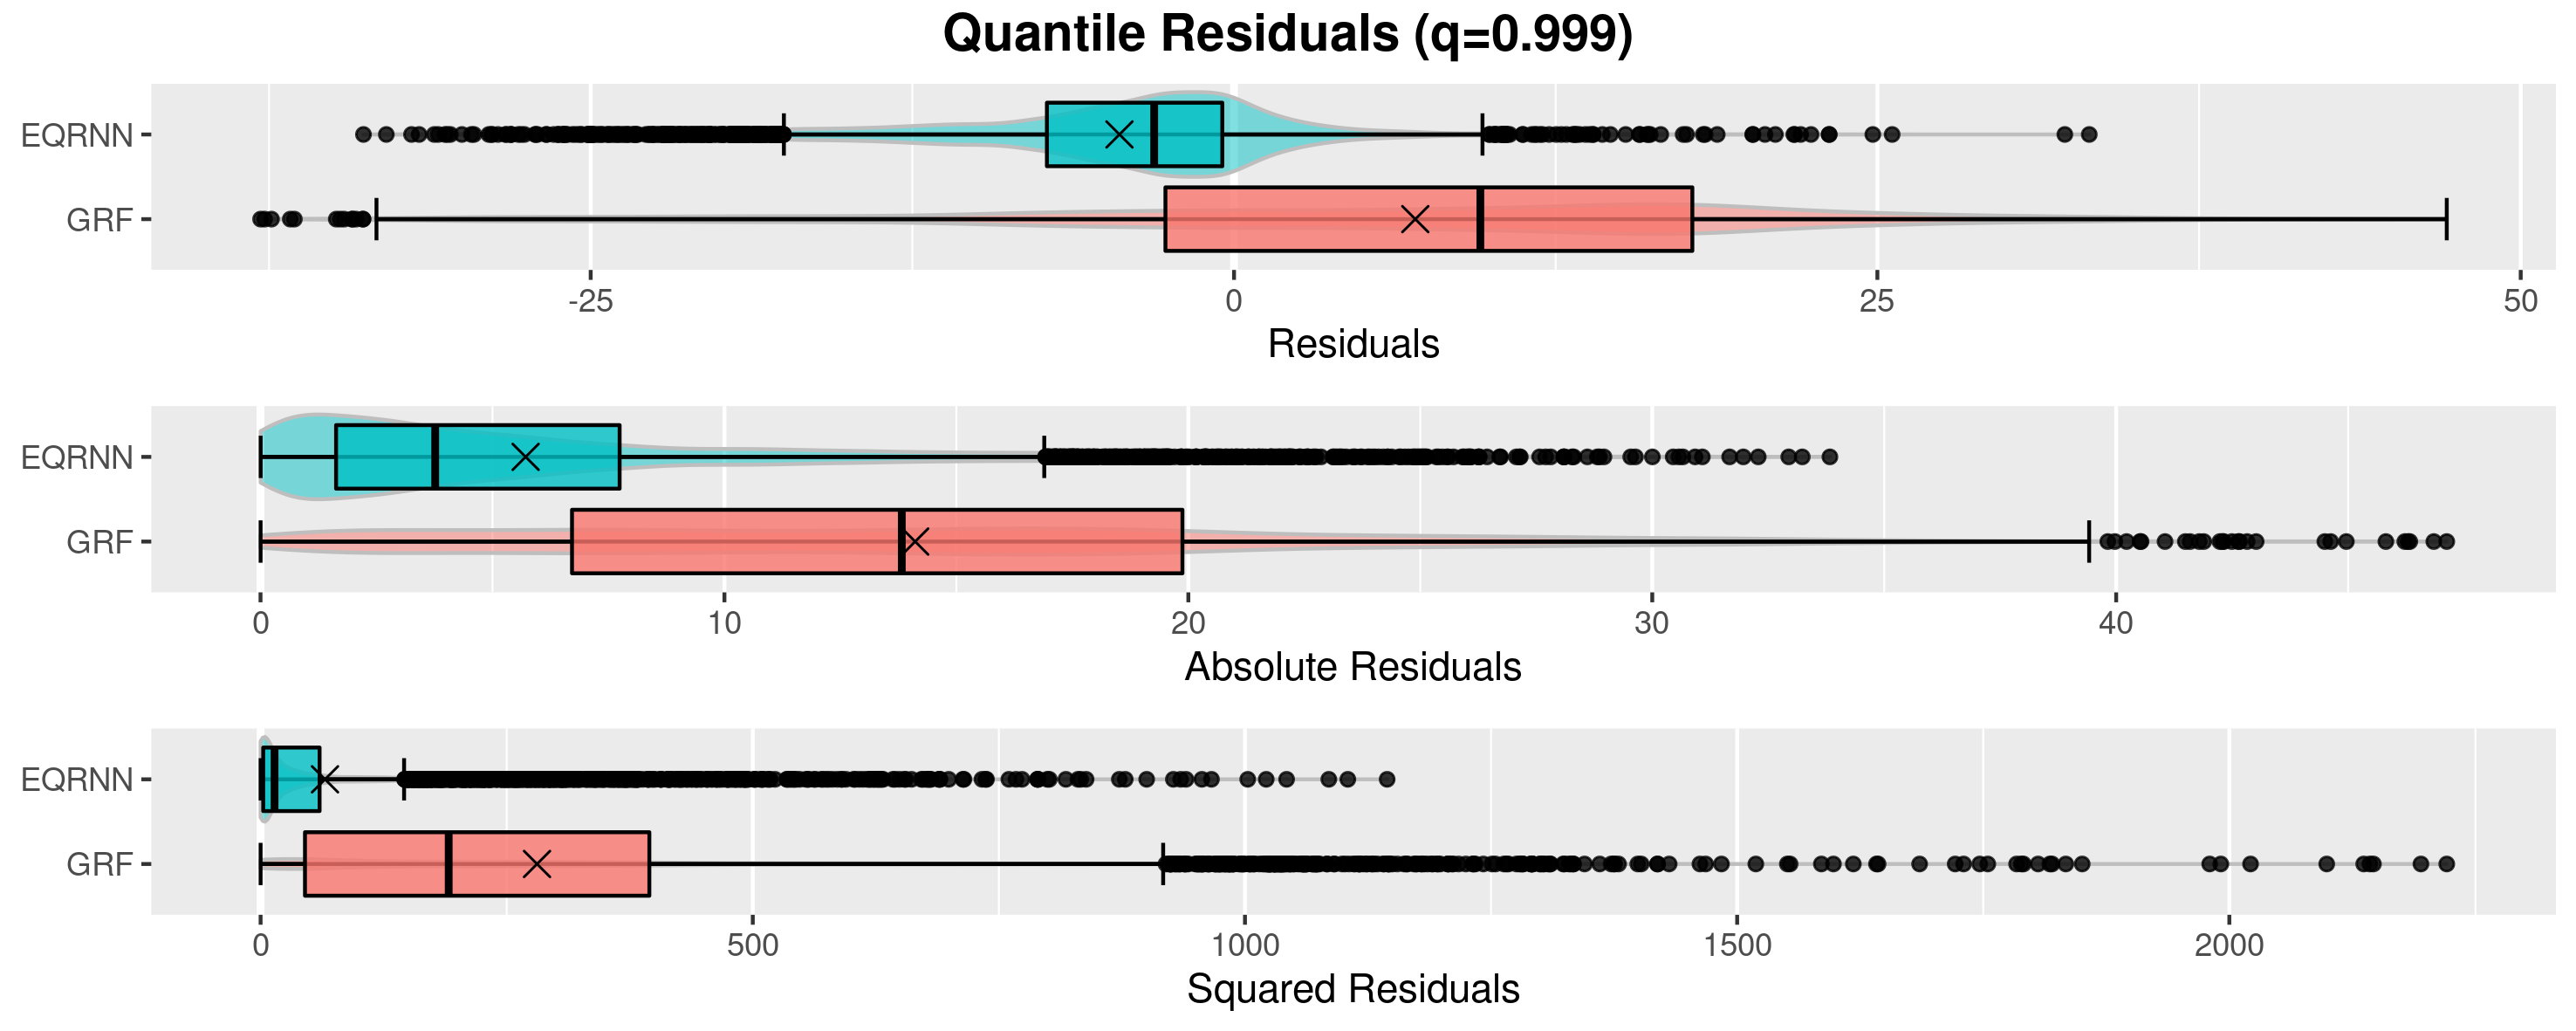 Quantile Residuals (q=0.999)
EQRNN
GRF
-25 0 25 50
Residuals
EQRNN
GRF
0 10 20 30 40
Absolute Residuals
EQRNN
GRF
0 500 1000 1500 2000
Squared Residuals